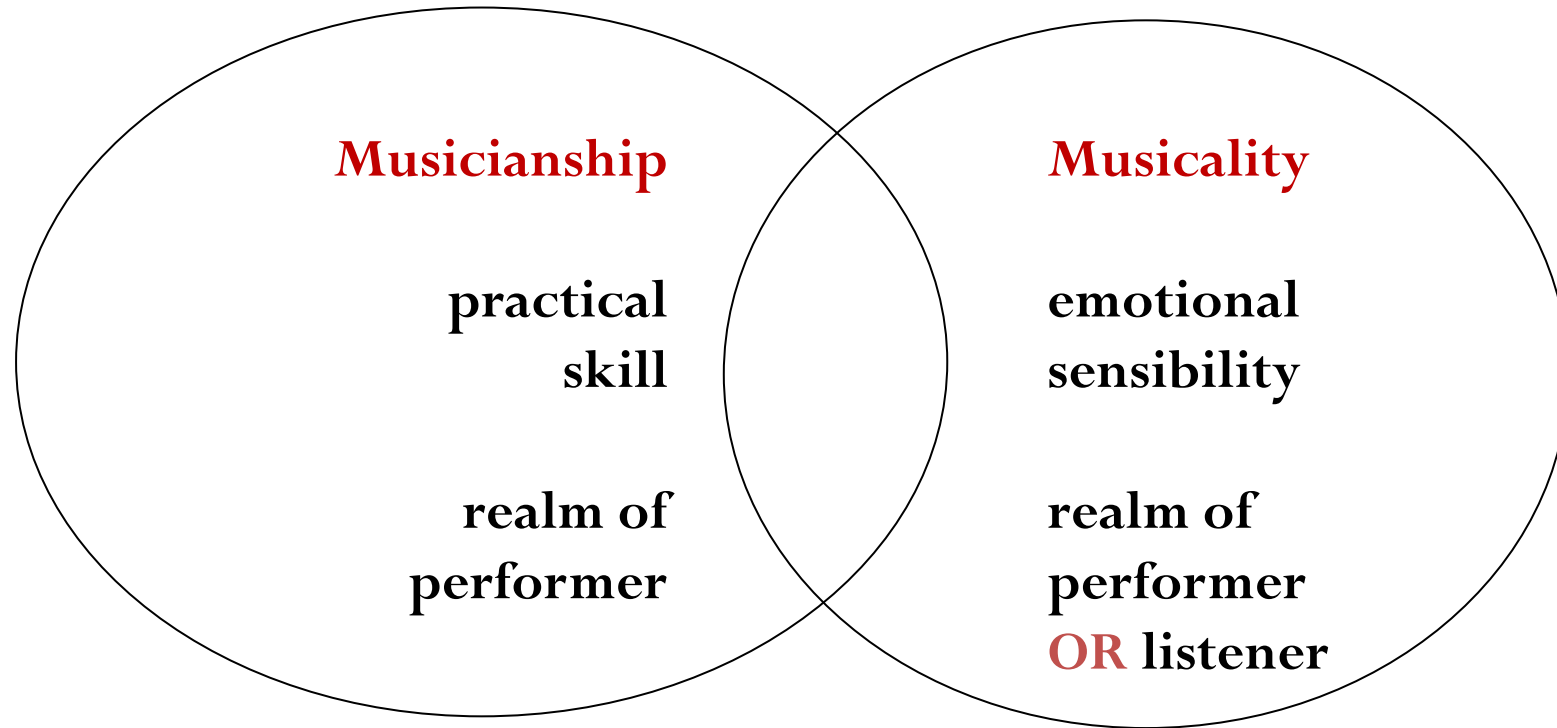 Musicianship
practical
skill
realm of
performer
Musicality
emotional
sensibility
realm of
performer
OR listener